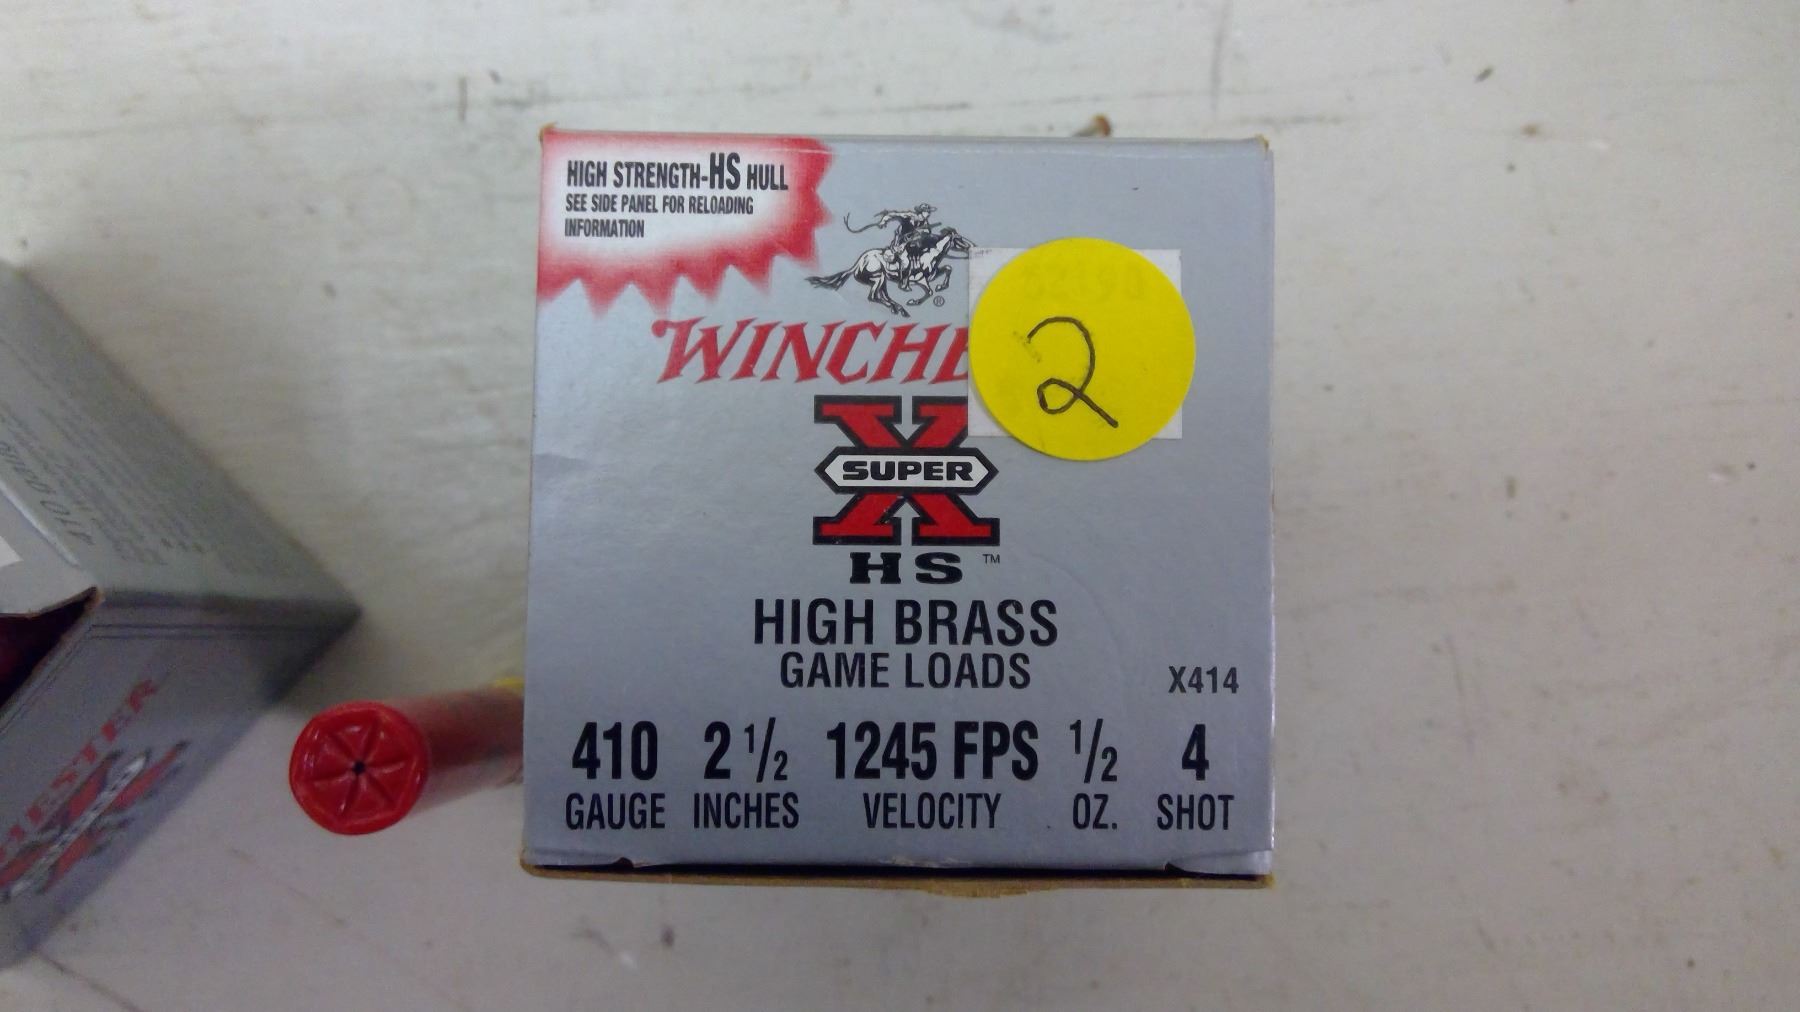 HIGH STRENGTH-HS HULL
SEE SIDE PANEL FOR RELOADING
INFORMATION
®
WINCHE
2
SUPER
X
HS™
HIGH BRASS
GAME LOADS
X414
410 2 1/2 1245 FPS 1/2 4
GAUGE INCHES VELOCITY OZ. SHOT
410